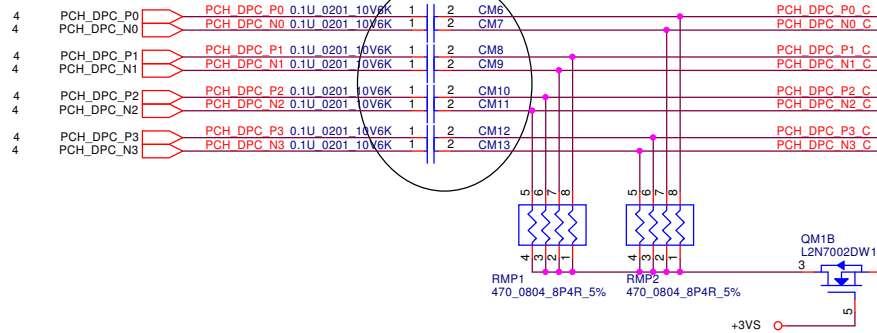 4 PCH_DPC_P0 PCH_DPC_P0 0.1U_0201_10V6K 1 2 CM6 PCH_DPC_P0_C
4 PCH_DPC_N0 PCH_DPC_N0 0.1U_0201_10V6K 1 2 CM7 PCH_DPC_N0_C
4 PCH_DPC_P1 PCH_DPC_P1 0.1U_0201_10V6K 1 2 CM8 PCH_DPC_P1_C
4 PCH_DPC_N1 PCH_DPC_N1 0.1U_0201_10V6K 1 2 CM9 PCH_DPC_N1_C
4 PCH_DPC_P2 PCH_DPC_P2 0.1U_0201_10V6K 1 2 CM10 PCH_DPC_P2_C
4 PCH_DPC_N2 PCH_DPC_N2 0.1U_0201_10V6K 1 2 CM11 PCH_DPC_N2_C
4 PCH_DPC_P3 PCH_DPC_P3 0.1U_0201_10V6K 1 2 CM12 PCH_DPC_P3_C
4 PCH_DPC_N3 PCH_DPC_N3 0.1U_0201_10V6K 1 2 CM13 PCH_DPC_N3_C
5 6 7 8 5 6 7 8
4 3 2 1 4 3 2 1
RMP1 RMP2
470_0804_8P4R_5% 470_0804_8P4R_5%
QM1B
L2N7002DW1
3
5
+3VS